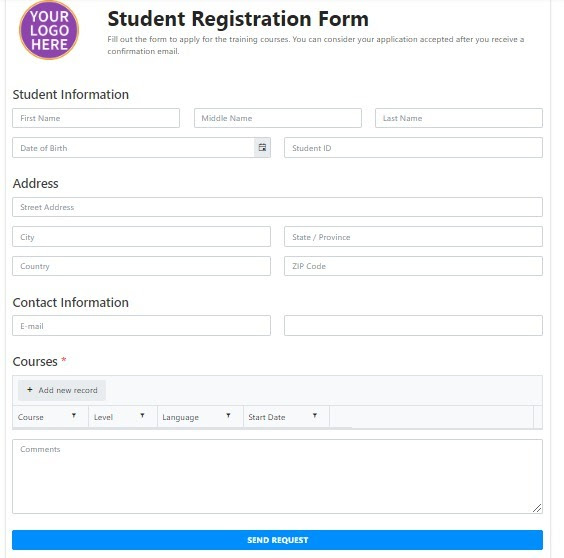 YOUR
LOGO
HERE
Student Registration Form
Fill out the form to apply for the training courses. You can consider your application accepted after you receive a
confirmation email.
Student Information
First Name Middle Name Last Name
Date of Birth Student ID
Address
Street Address
City State / Province
Country ZIP Code
Contact Information
E-mail
Courses *
+ Add new record
Course Level Language Start Date
Comments
SEND REQUEST